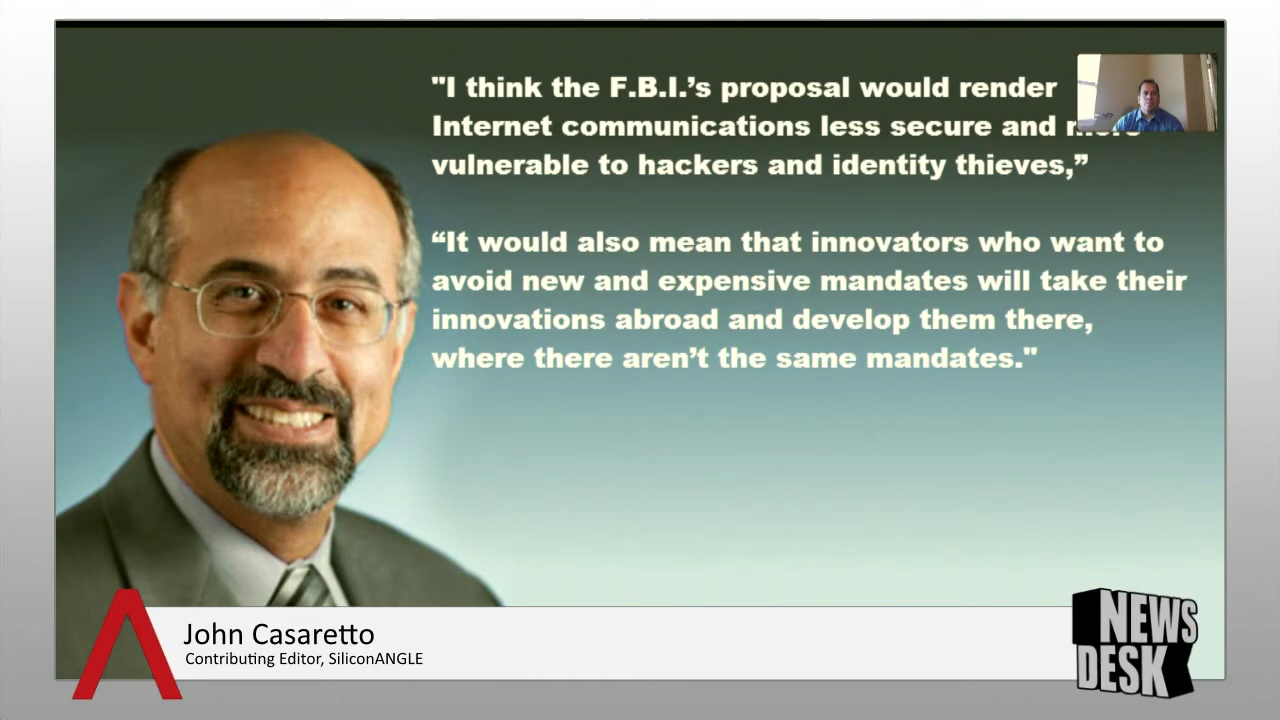 "I think the F.B.I.’s proposal would render
Internet communications less secure and
vulnerable to hackers and identity thieves,”
“It would also mean that innovators who want to
avoid new and expensive mandates will take their
innovations abroad and develop them there,
where there aren’t the same mandates."
John Casaretto
Contributing Editor, SiliconANGLE
NEWS
DESK